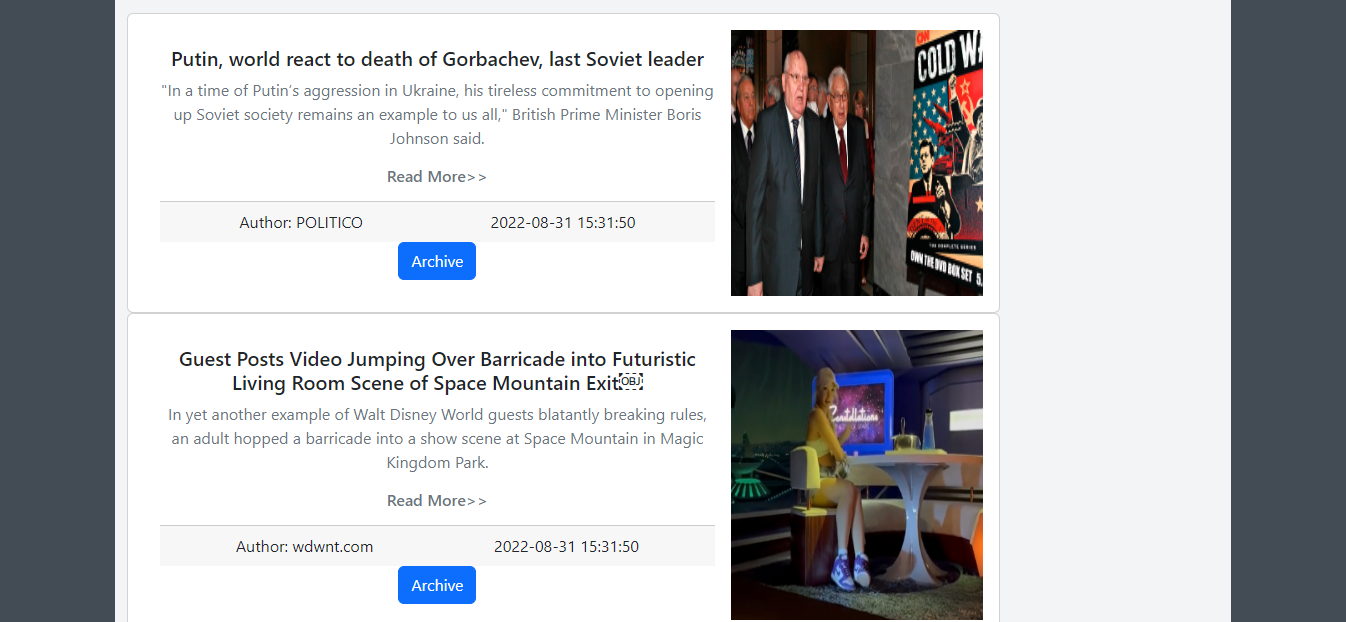 Putin, world react to death of Gorbachev, last Soviet leader
"In a time of Putin’s aggression in Ukraine, his tireless commitment to opening
up Soviet society remains an example to us all," British Prime Minister Boris
Johnson said.
Read More>>
Author: POLITICO 2022-08-31 15:31:50
Archive
CNN
COLD WA
THE COMPLETE SERIES
OWN THE DVD BOX SET 5.
Guest Posts Video Jumping Over Barricade into Futuristic
Living Room Scene of Space Mountain Exit￼
In yet another example of Walt Disney World guests blatantly breaking rules,
an adult hopped a barricade into a show scene at Space Mountain in Magic
Kingdom Park.
Read More>>
Author: wdwnt.com 2022-08-31 15:31:50
Archive
Constellations